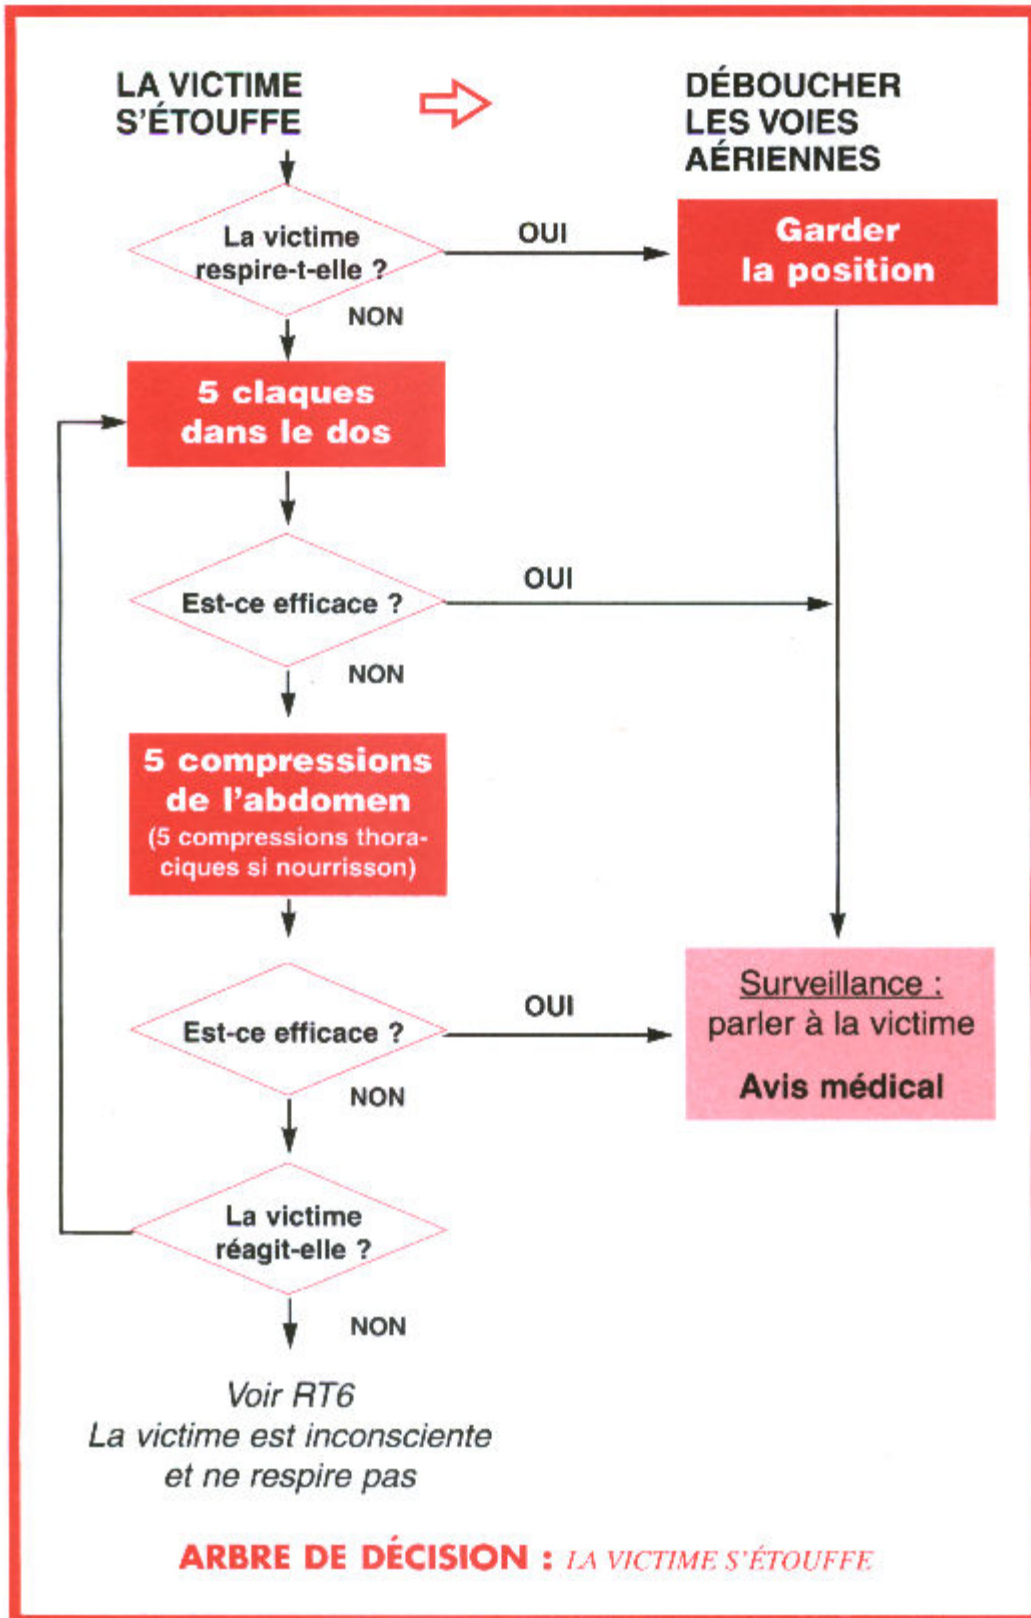 LA VICTIME
S'ÉTOUFFE
DÉBOUCHER
LES VOIES
AÉRIENNES
La victime
respire-t-elle ?
OUI
Garder
la position
NON
5 claques
dans le dos
Est-ce efficace ?
OUI
NON
5 compressions
de l'abdomen
(5 compressions thora-
ciques si nourrisson)
Est-ce efficace ?
OUI
Surveillance :
parler à la victime
Avis médical
NON
La victime
réagit-elle ?
NON
Voir RT6
La victime est inconsciente
et ne respire pas
ARBRE DE DÉCISION : LA VICTIME S'ÉTOUFFE